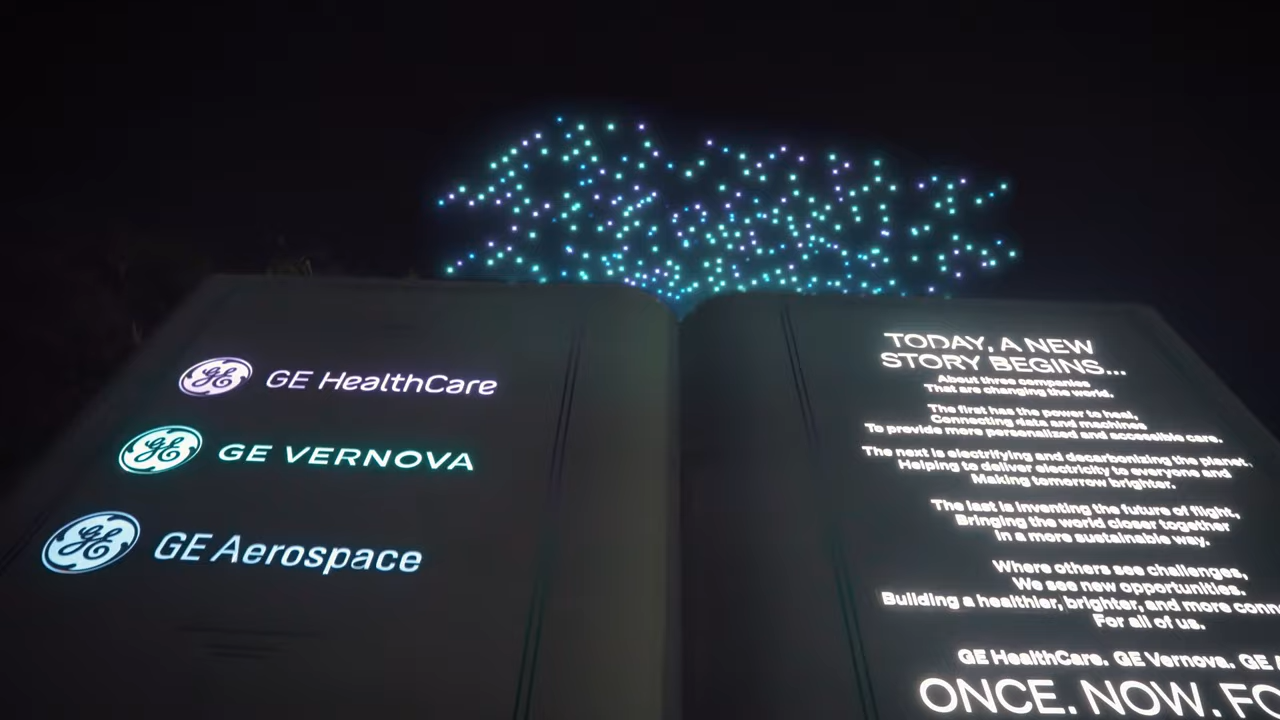 GE HealthCare
GE VERNOVA
GE Aerospace
TODAY, A NEW
STORY BEGINS...
About three companies
That are changing the world.
The first has the power to heal,
Connecting data and machines
To provide more personalized and accessible care.
The next is electrifying and decarbonizing the planet.
Helping to deliver electricity to everyone and
Making tomorrow brighter.
The last is inventing the future of flight,
Bringing the world closer together
in a more sustainable way.
Where others see challenges,
We see new opportunities.
Building a healthier, brighter, and more conn
For all of us.
GE HealthCare. GE Vernova. GE
ONCE. NOW. FO